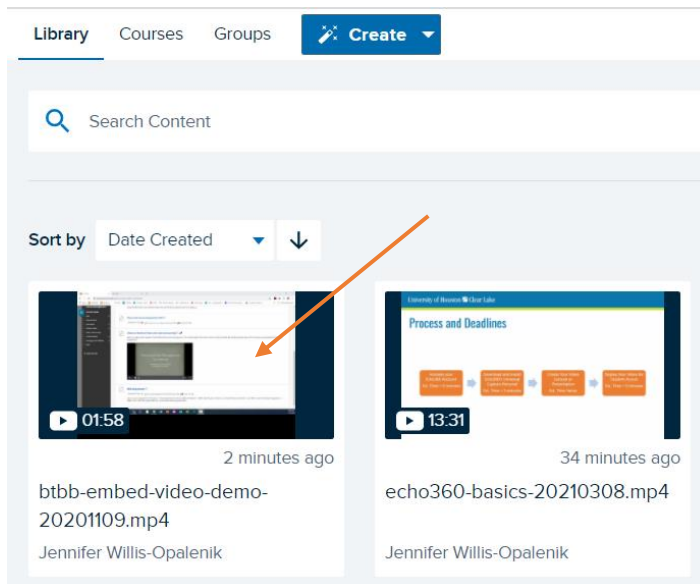 Library Courses Groups Create
Search Content
Sort by Date Created
University of Houston Clear Lake
Process and Deadlines
01:58
13:31
2 minutes ago
34 minutes ago
btbb-embed-video-demo-
20201109.mp4
echo360-basics-20210308.mp4
Jennifer Willis-Opalenik
Jennifer Willis-Opalenik